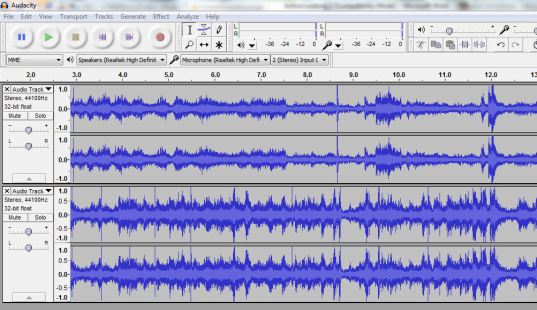 Audacity
File Edit View Transport Tracks Generate Effect Analyze Help
L
R
-36 -24 -12 0
L
R
-36 -24 -12 0
MME Speakers (Realtek High Definit Microphone (Realtek High Defi 2 (Stereo) Input C
2.0 3.0 4.0 5.0 6.0 7.0 8.0 9.0 10.0 11.0 12.0 13
X Audio Track
Stereo, 44100Hz
32-bit float
Mute Solo
- +
L R
1.0
0.0
-1.0
1.0
0.0
-1.0
X Audio Track
Stereo, 44100Hz
32-bit float
Mute Solo
- +
L R
1.0
0.5
0.0
-0.5
-1.0
1.0
0.5
0.0
-0.5
-1.0